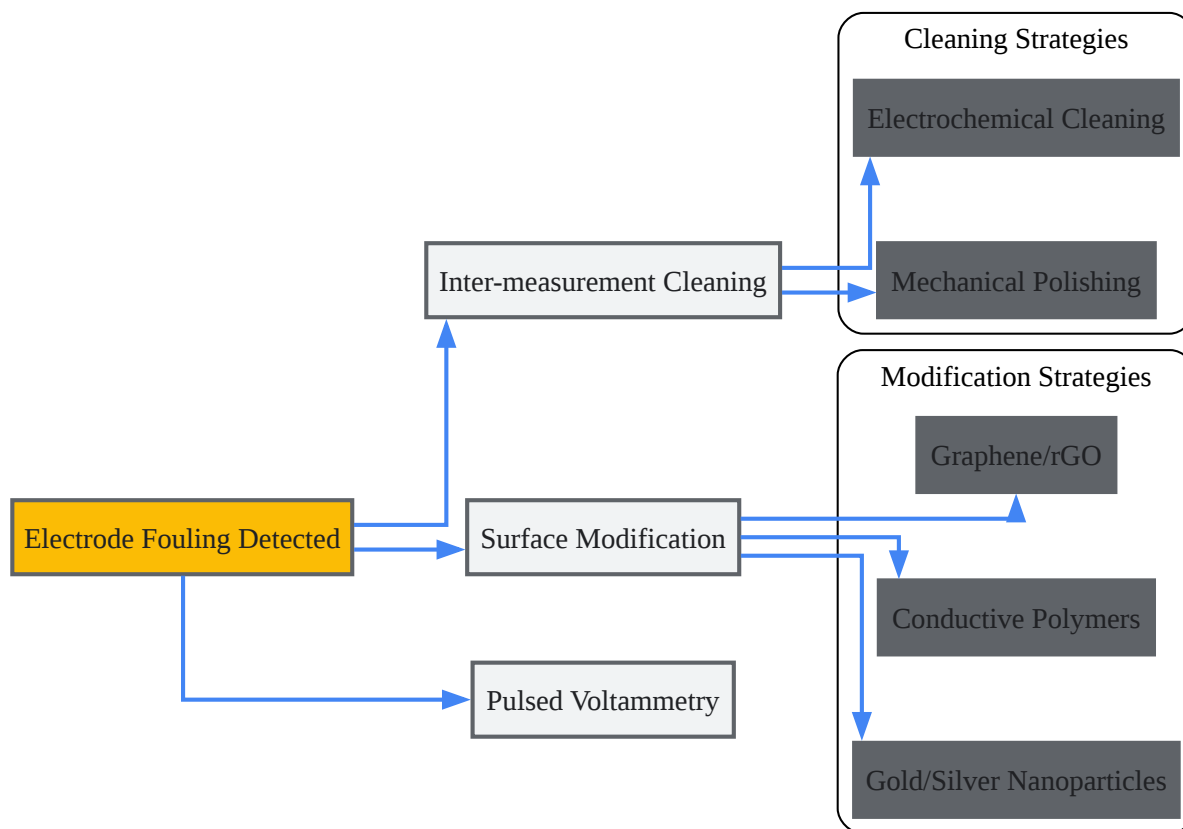 Cleaning Strategies
Electrochemical Cleaning
Inter-measurement Cleaning
Mechanical Polishing
Modification Strategies
Graphene/rGO
Electrode Fouling Detected
Surface Modification
Conductive Polymers
Pulsed Voltammetry
Gold/Silver Nanoparticles